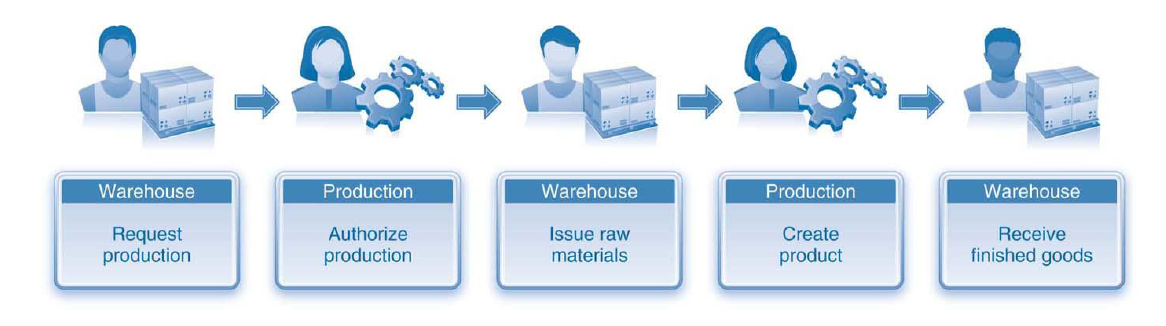 Warehouse
Request
production
Production
Authorize
production
Warehouse
Issue raw
materials
Production
Create
product
Warehouse
Receive
finished goods